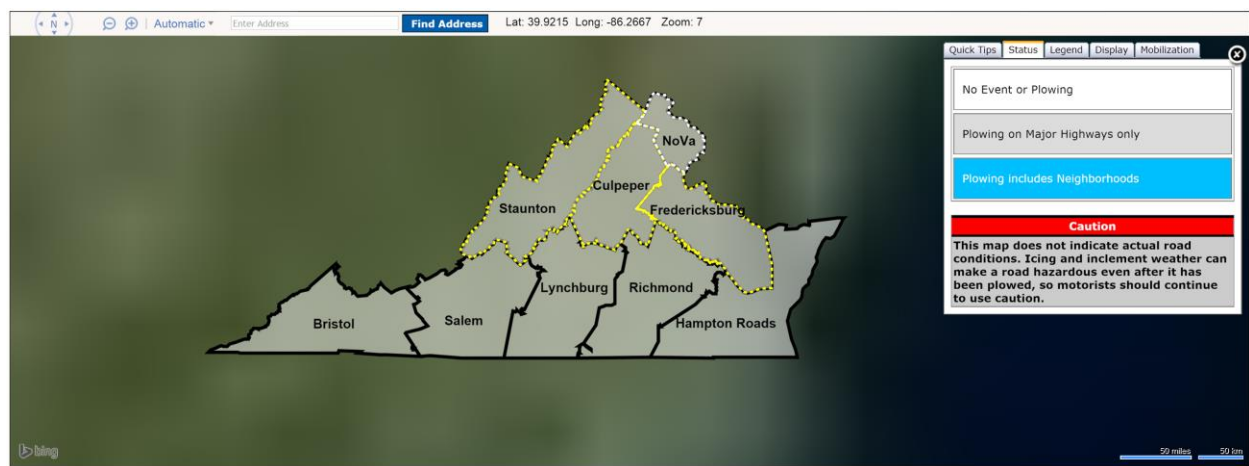 N
Automatic
Enter Address
Find Address
Lat: 39.9215 Long: -86.2667 Zoom: 7
Quick Tips
Status
Legend
Display
Mobilization
X
No Event or Plowing
Plowing on Major Highways only
Plowing includes Neighborhoods
Caution
This map does not indicate actual road
conditions. Icing and inclement weather can
make a road hazardous even after it has
been plowed, so motorists should continue
to use caution.
NoVa
Culpeper
Staunton
Fredericksburg
Lynchburg
Richmond
Bristol
Salem
Hampton Roads
bing
50 miles
50 km